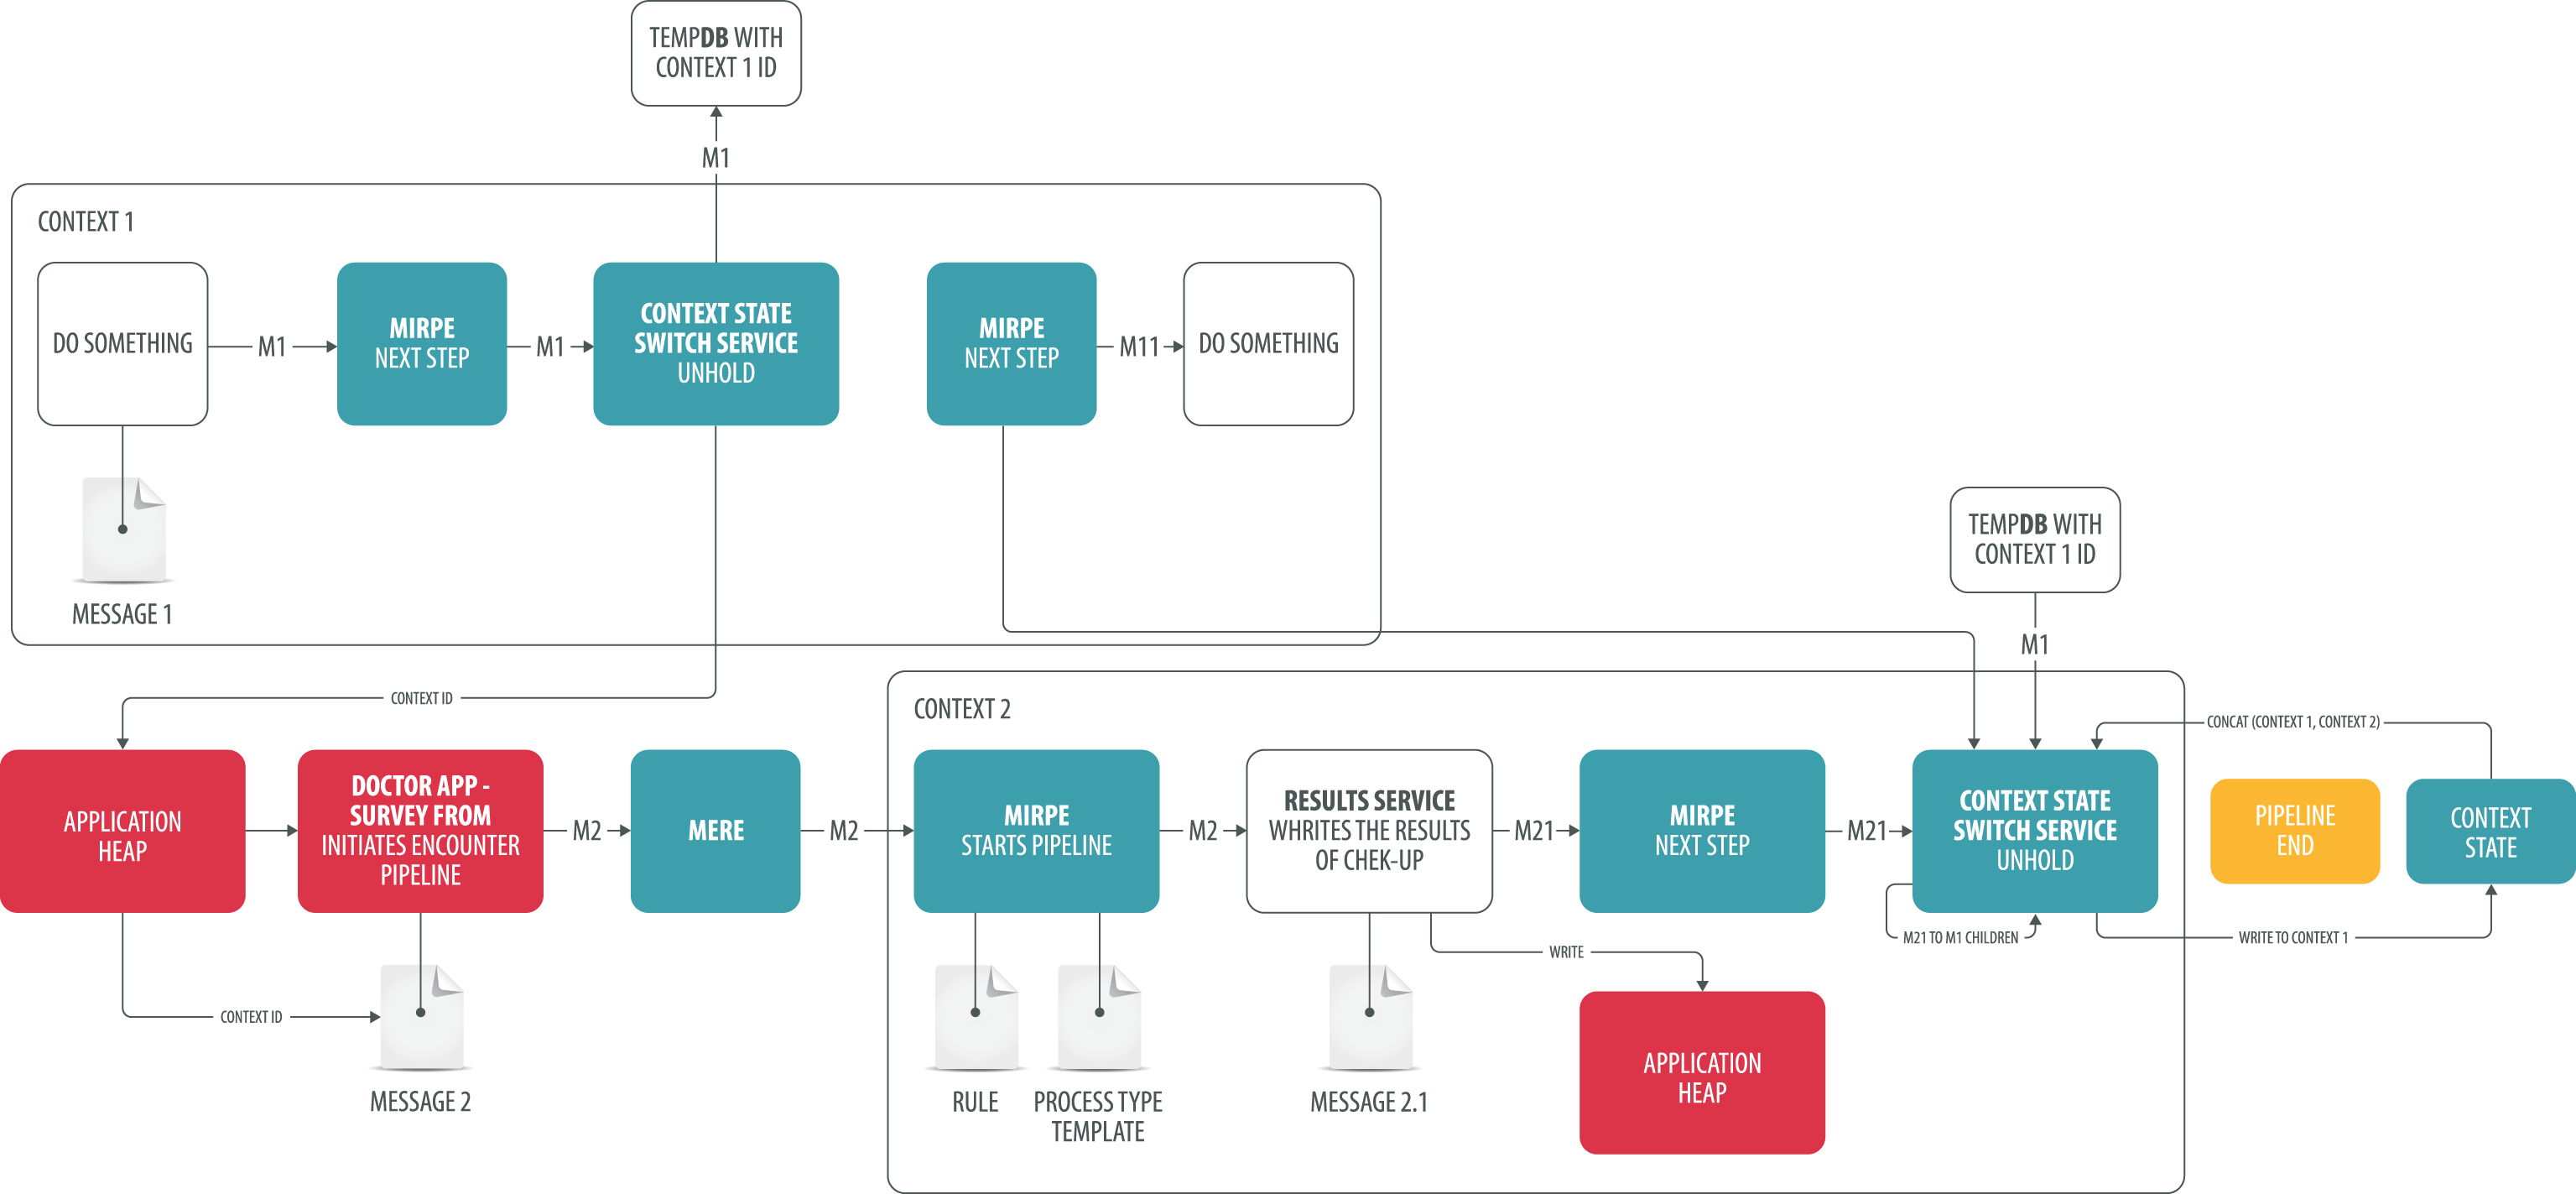 TEMPDB WITH
CONTEXT 1 ID
M1
CONTEXT 1
DO SOMETHING
M1
MIRPE
NEXT STEP
M1
CONTEXT STATE
SWITCH SERVICE
UNHOLD
MIRPE
NEXT STEP
M11
DO SOMETHING
MESSAGE 1
TEMPDB WITH
CONTEXT 1 ID
M1
CONTEXT ID
CONTEXT 2
CONCAT (CONTEXT 1, CONTEXT 2)
APPLICATION
HEAP
DOCTOR APP -
SURVEY FROM
INITIATES ENCOUNTER
PIPELINE
M2
MERE
M2
MIRPE
STARTS PIPELINE
M2
RESULTS SERVICE
WHRITES THE RESULTS
OF CHEK-UP
M21
MIRPE
NEXT STEP
M21
CONTEXT STATE
SWITCH SERVICE
UNHOLD
PIPELINE
END
CONTEXT
STATE
M21 TO M1 CHILDREN
WRITE TO CONTEXT 1
WRITE
CONTEXT ID
MESSAGE 2
RULE
PROCESS TYPE
TEMPLATE
MESSAGE 2.1
APPLICATION
HEAP